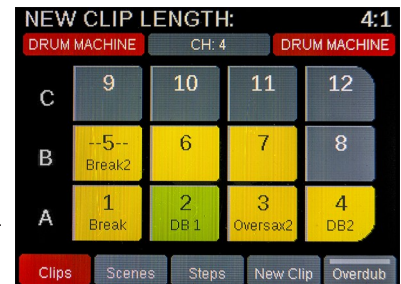 NEW CLIP LENGTH: 4:1
DRUM MACHINE CH: 4 DRUM MACHINE
C 9 10 11 12
B --5-- 6 7 8
Break2
A 1 2 3 4
Break DB 1 Oversax2 DB2
Clips Scenes Steps New Clip Overdub